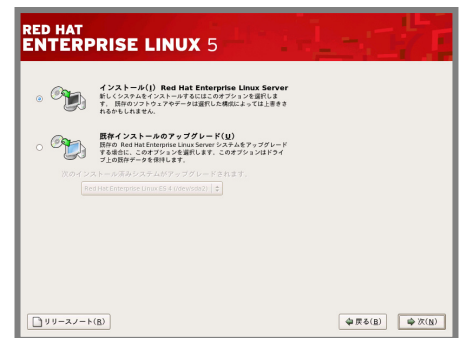 RED HAT
ENTERPRISE LINUX 5
インストール(I) Red Hat Enterprise Linux Server
新しくシステムをインストールするにはこのオプションを選択しま
す。 既存のソフトウェアやデータは選択した構成によっては上書きさ
れるかもしれません。
既存インストールのアップグレード(U)
既存の Red Hat Enterprise Linux Server システムをアップグレード
する場合に、このオプションを選択します。このオプションはドライ
ブ上の既存データを保持します。
次のインストール済みシステムがアップグレードされます。
Red Hat Enterprise Linux ES 4 (/dev/sda2)
リリースノート(R)
戻る(B)
次(N)